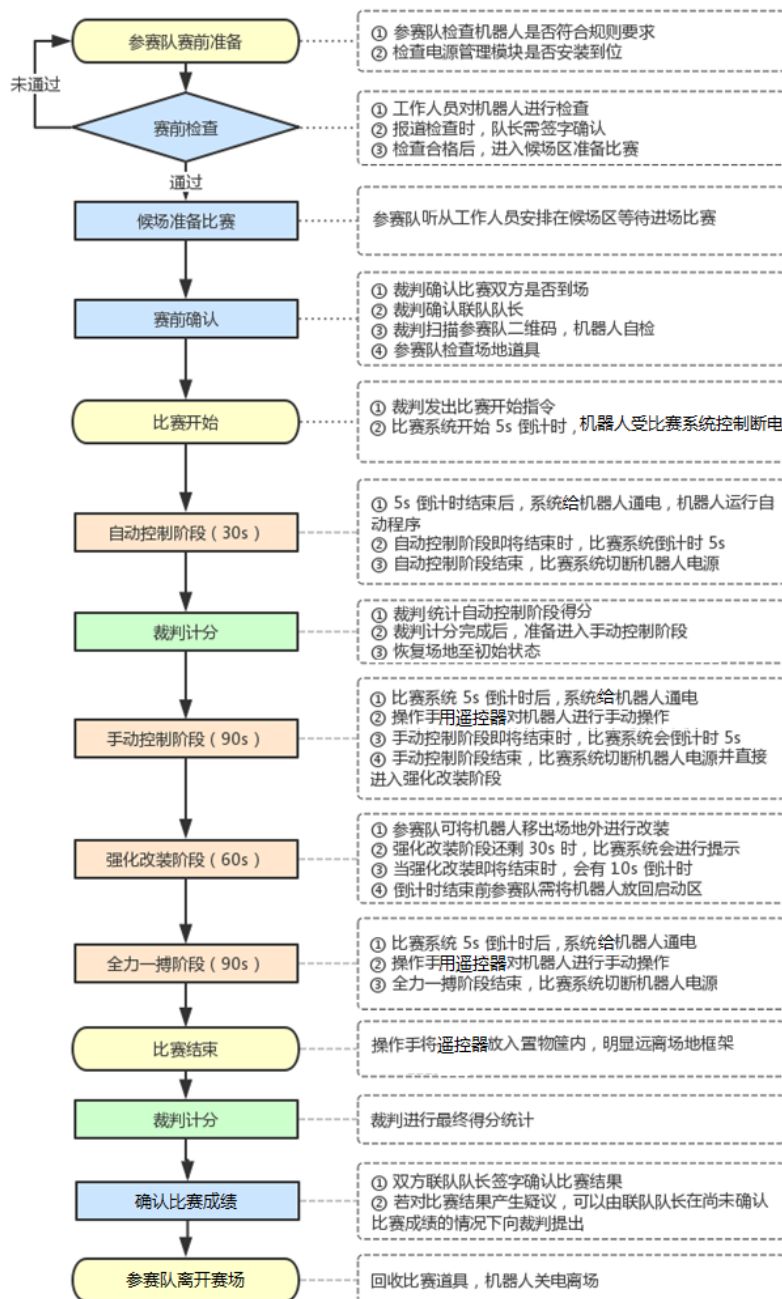 参赛队赛前准备
① 参赛队检查机器人是否符合规则要求
② 检查电源管理模块是否安装到位
未通过
赛前检查
① 工作人员对机器人进行检查
② 报道检查时，队长需签字确认
③ 检查合格后，进入候场区准备比赛
通过
候场准备比赛
参赛队听从工作人员安排在候场区等待进场比赛
赛前确认
① 裁判确认比赛双方是否到场
② 裁判确认联队队长
③ 裁判扫描参赛队二维码，机器人自检
④ 参赛队检查场地道具
比赛开始
① 裁判发出比赛开始指令
② 比赛系统开始 5s 倒计时，机器人受比赛系统控制断电
自动控制阶段（30s）
① 5s 倒计时结束后，系统给机器人通电，机器人运行自
动程序
② 自动控制阶段即将结束时，比赛系统倒计时 5s
③ 自动控制阶段结束，比赛系统切断机器人电源
裁判计分
① 裁判统计自动控制阶段得分
② 裁判计分完成后，准备进入手动控制阶段
③ 恢复场地至初始状态
手动控制阶段（90s）
① 比赛系统 5s 倒计时后，系统给机器人通电
② 操作手用遥控器对机器人进行手动操作
③ 手动控制阶段即将结束时，比赛系统会倒计时 5s
④ 手动控制阶段结束，比赛系统切断机器人电源并直接
进入强化改装阶段
强化改装阶段（60s）
① 参赛队可将机器人移出场地外进行改装
② 强化改装阶段还剩 30s 时，比赛系统会进行提示
③ 当强化改装即将结束时，会有 10s 倒计时
④ 倒计时结束前参赛队需将机器人放回启动区
全力一搏阶段（90s）
① 比赛系统 5s 倒计时后，系统给机器人通电
② 操作手用遥控器对机器人进行手动操作
③ 全力一搏阶段结束，比赛系统切断机器人电源
比赛结束
操作手将遥控器放入置物筐内，明显远离场地框架
裁判计分
裁判进行最终得分统计
确认比赛成绩
① 双方联队队长签字确认比赛结果
② 若对比赛结果产生疑议，可以由联队队长在尚未确认
比赛成绩的情况下向裁判提出
参赛队离开赛场
回收比赛道具，机器人关电离场